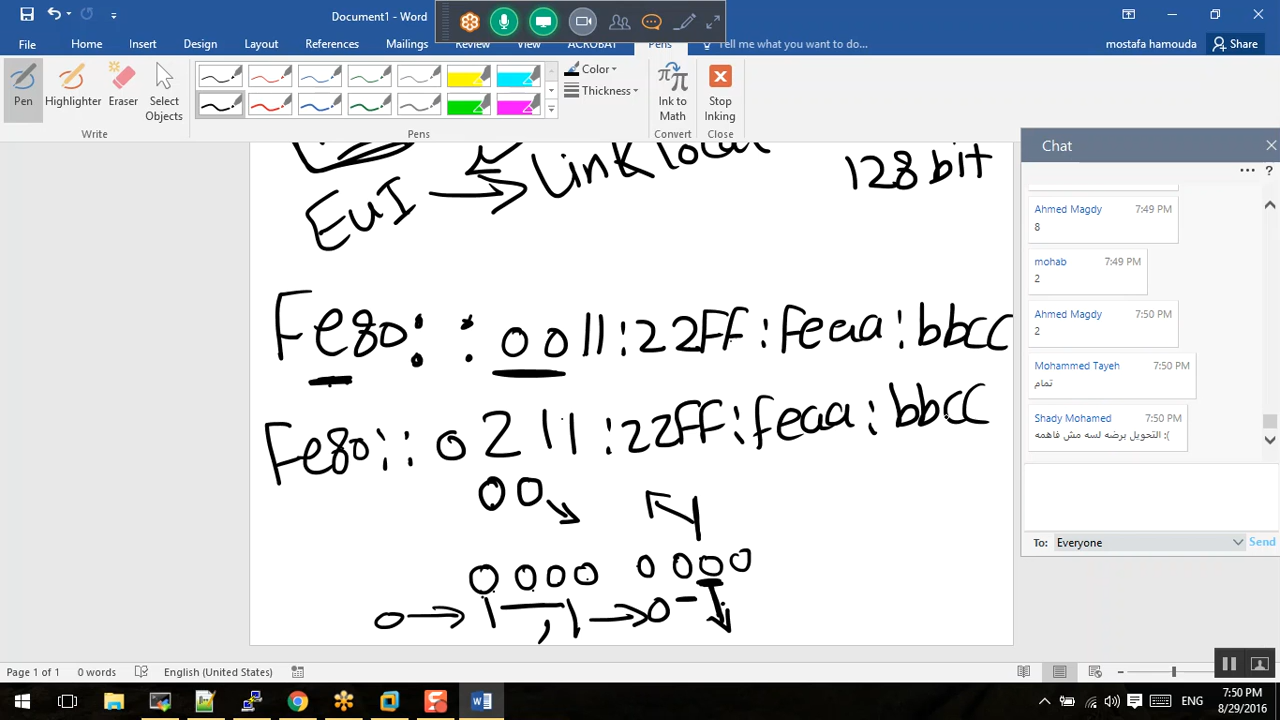 Document1 - Word
File
Home
Insert
Design
Layout
References
Mailings
Review
ACROBAT
Pens
Tell me what you want to do...
mostafa hamouda
Share
Pen
Highlighter
Eraser
Select Objects
Color
Thickness
Ink to Math
Stop Inking
Write
Pens
Convert
Close
Link local
128 bit
EuI
Fe80:: 0011:22FF:Feaa:bbCC
Fe80:: 0211:22FF:feaa:bbCC
00
0000 0000
0 → 1, 1 → 0
Chat
?
Ahmed Magdy 7:49 PM
8
mohab 7:49 PM
2
Ahmed Magdy 7:50 PM
2
Mohammed Tayeh 7:50 PM
تمام
Shady Mohamed 7:50 PM
التحويل برضه لسه مش فاهمه :(
To: Everyone Send
Page 1 of 1
0 words
English (United States)
ENG
7:50 PM
8/29/2016